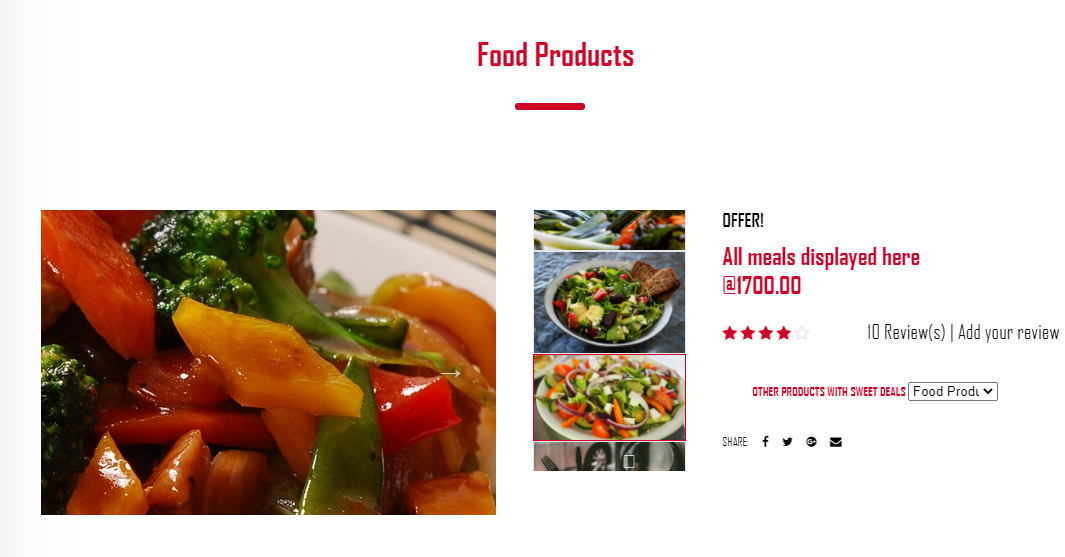 Food Products
OFFER!
All meals displayed here
@1700.00
10 Review(s) | Add your review
OTHER PRODUCTS WITH SWEET DEALS Food Produ
SHARE: